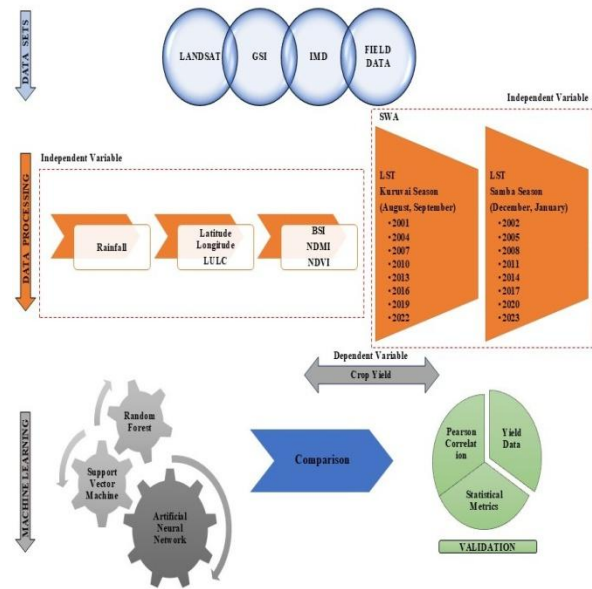 DATA SETS
LANDSAT
GSI
IMD
FIELD
DATA
DATA PROCESSING
Independent Variable
Rainfall
Latitude
Longitude
LULC
BSI
NDMI
NDVI
Independent Variable
SWA
LST
Kuruvai Season
(August, September)
•2001
•2004
•2007
•2010
•2013
•2016
•2019
•2022
LST
Samba Season
(December, January)
•2002
•2005
•2008
•2011
•2014
•2017
•2020
•2023
Dependent Variable
Crop Yield
MACHINE LEARNING
Random
Forest
Support
Vector
Machine
Artificial
Neural
Network
Comparison
Pearson
Correlat
ion
Yield
Data
Statistical
Metrics
VALIDATION